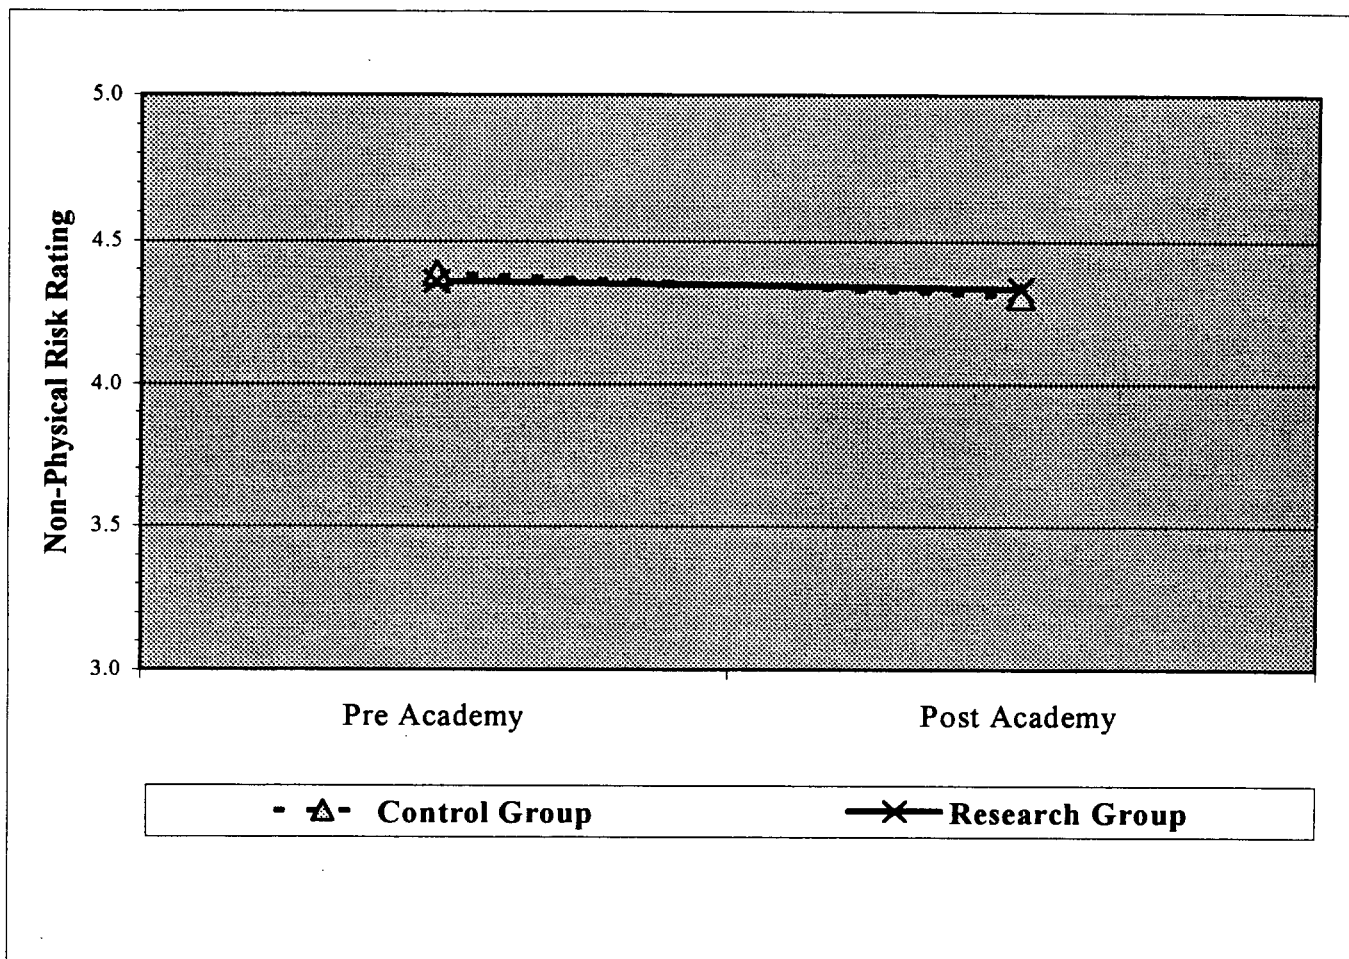 5.0
4.5
4.0
3.5
3.0
Non-Physical Risk Rating
Pre Academy
Post Academy
Control Group
Research Group